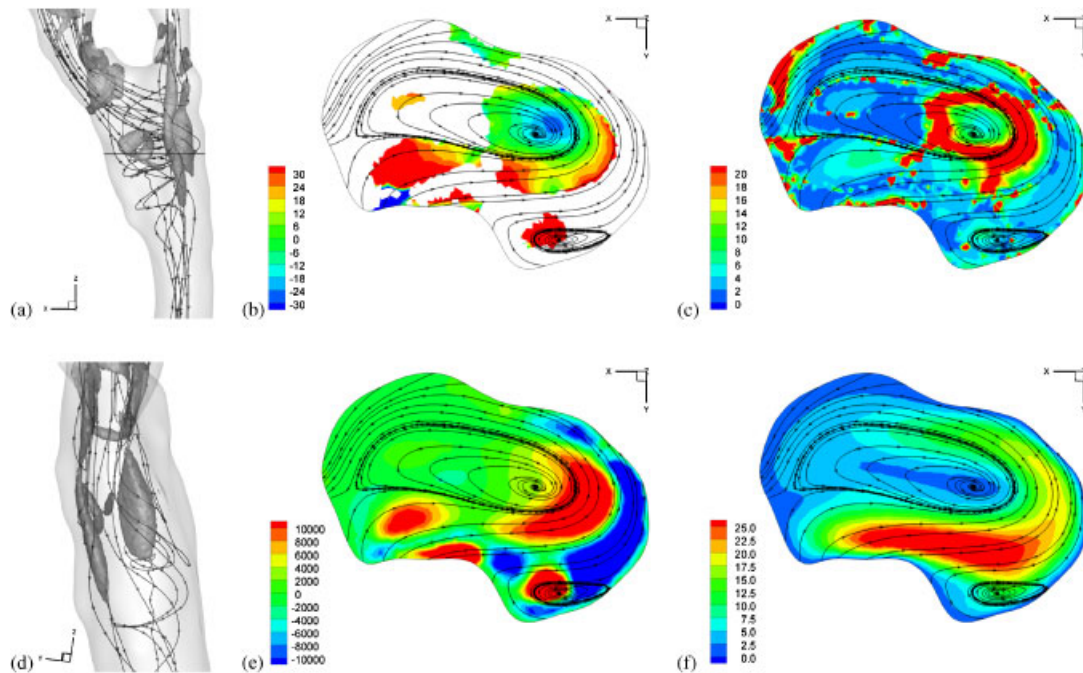 X Z
Y
X Z
Y
30
24
18
12
6
0
-6
-12
-18
-24
-30
20
18
16
14
12
10
8
6
4
2
0
Z
X
(a)
(b)
(c)
X Z
Y
X Z
Y
10000
8000
6000
4000
2000
0
-2000
-4000
-6000
-8000
-10000
25.0
22.5
20.0
17.5
15.0
12.5
10.0
7.5
5.0
2.5
0.0
Z
Y
(d)
(e)
(f)